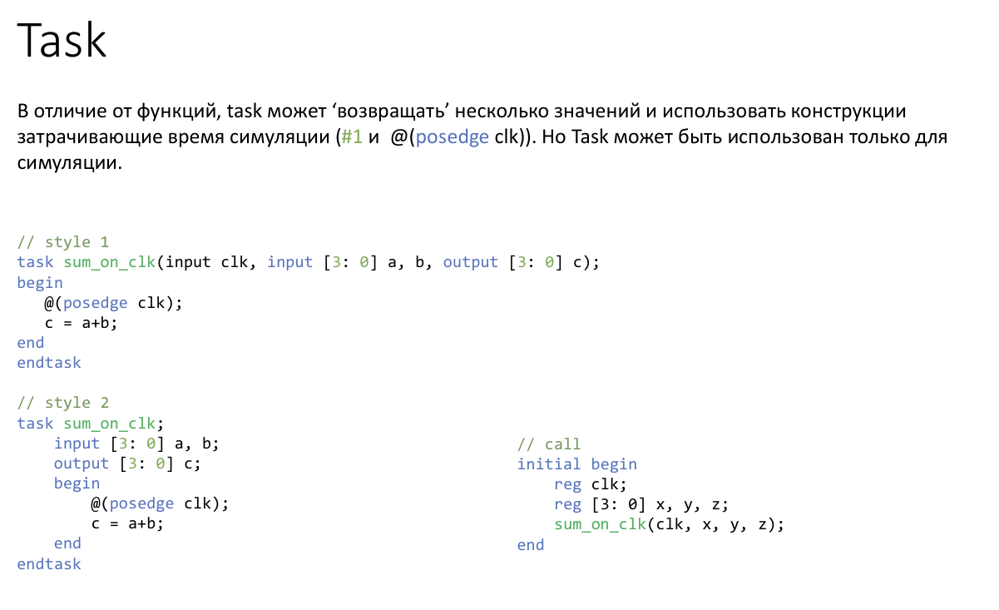 Task
В отличие от функций, task может ‘возвращать’ несколько значений и использовать конструкции
затрачивающие время симуляции (#1 и  @(posedge clk)). Но Task может быть использован только для
симуляции.
// style 1
task sum_on_clk(input clk, input [3: 0] a, b, output [3: 0] c);
begin
   @(posedge clk);
   c = a+b;
end
endtask
// style 2
task sum_on_clk;
    input [3: 0] a, b;
    output [3: 0] c;
    begin
        @(posedge clk);
        c = a+b;
    end
endtask
// call
initial begin
    reg clk;
    reg [3: 0] x, y, z;
    sum_on_clk(clk, x, y, z);
end